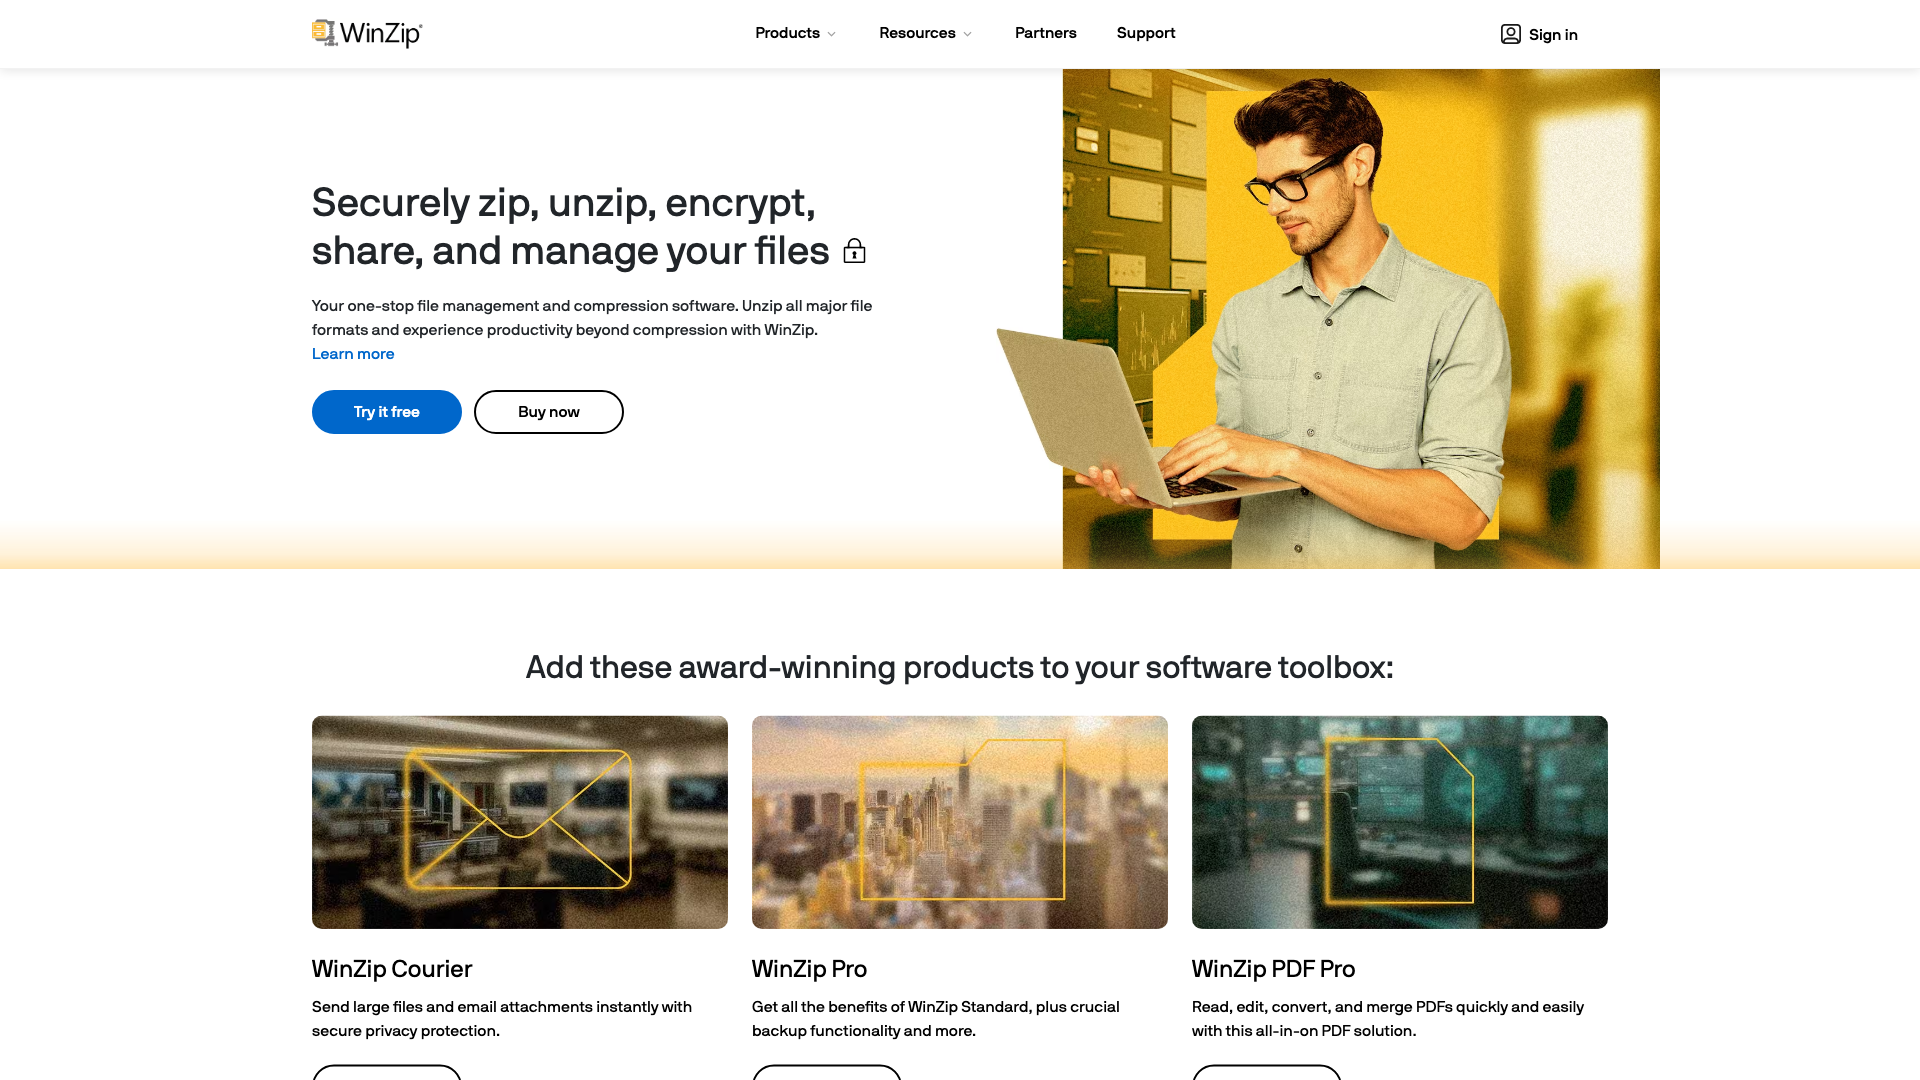 WinZip
Products
Resources
Partners
Support
Sign in
Securely zip, unzip, encrypt,
share, and manage your files
Your one-stop file management and compression software. Unzip all major file
formats and experience productivity beyond compression with WinZip.
Learn more
Try it free
Buy now
Add these award-winning products to your software toolbox:
WinZip Courier
Send large files and email attachments instantly with
secure privacy protection.
WinZip Pro
Get all the benefits of WinZip Standard, plus crucial
backup functionality and more.
WinZip PDF Pro
Read, edit, convert, and merge PDFs quickly and easily
with this all-in-on PDF solution.